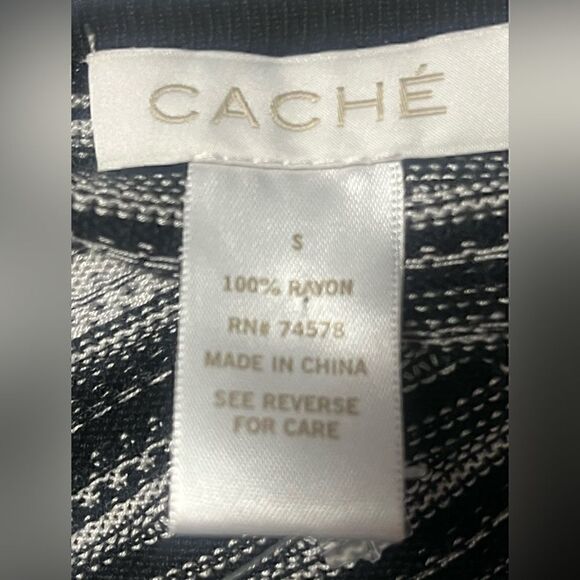 CACHÉ
S
100% RAYON
RN# 74578
MADE IN CHINA
SEE REVERSE
FOR CARE